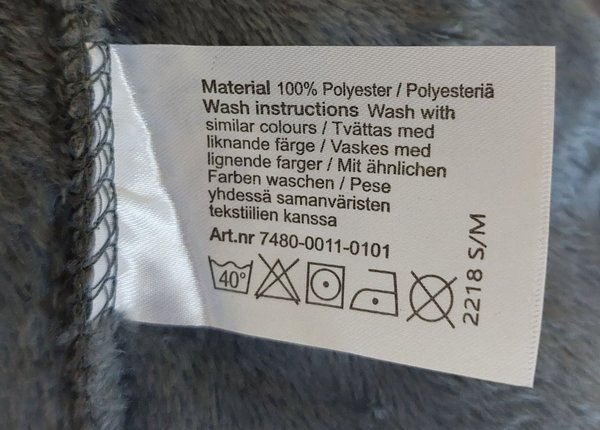 Material 100% Polyester / Polyesteriä
Wash instructions Wash with
similar colours / Tvättas med
liknande färge / Vaskes med
lignende farger / Mit ähnlichen
Farben waschen / Pese
yhdessä samanväristen
tekstiilien kanssa
Art.nr 7480-0011-0101
40°
2218 S/M